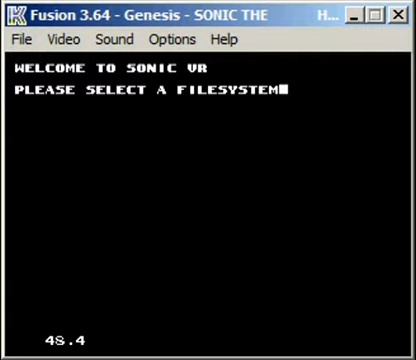 Fusion 3.64 - Genesis - SONIC THE H...
File Video Sound Options Help
WELCOME TO SONIC VR
PLEASE SELECT A FILESYSTEM
48.4